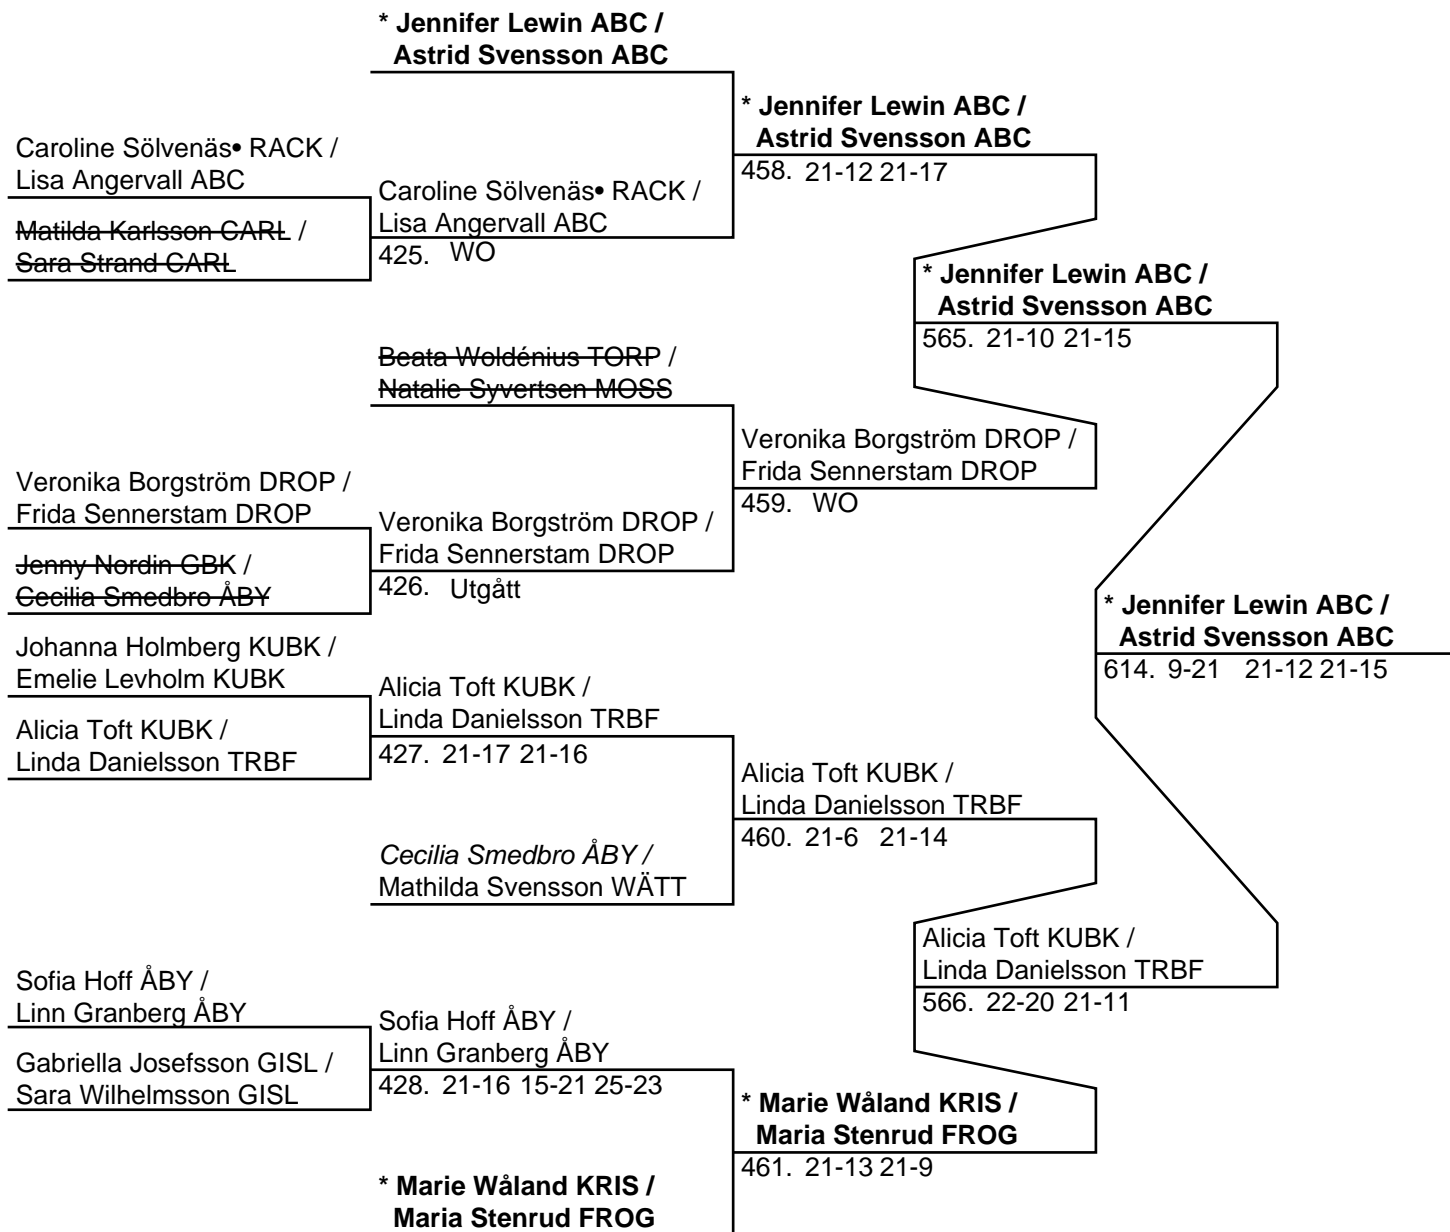 * Jennifer Lewin ABC /
Astrid Svensson ABC
* Jennifer Lewin ABC /
Astrid Svensson ABC
458. 21-12 21-17
Caroline Sölvenäs• RACK /
Lisa Angervall ABC
Caroline Sölvenäs• RACK /
Lisa Angervall ABC
425. WO
Matilda Karlsson CARL /
Sara Strand CARL
* Jennifer Lewin ABC /
Astrid Svensson ABC
565. 21-10 21-15
Beata Woldénius TORP /
Natalie Syvertsen MOSS
Veronika Borgström DROP /
Frida Sennerstam DROP
459. WO
Veronika Borgström DROP /
Frida Sennerstam DROP
Veronika Borgström DROP /
Frida Sennerstam DROP
426. Utgått
Jenny Nordin GBK /
Cecilia Smedbro ÅBY
* Jennifer Lewin ABC /
Astrid Svensson ABC
614. 9-21 21-12 21-15
Johanna Holmberg KUBK /
Emelie Levholm KUBK
Alicia Toft KUBK /
Linda Danielsson TRBF
427. 21-17 21-16
Alicia Toft KUBK /
Linda Danielsson TRBF
Alicia Toft KUBK /
Linda Danielsson TRBF
460. 21-6 21-14
Cecilia Smedbro ÅBY /
Mathilda Svensson WÄTT
Alicia Toft KUBK /
Linda Danielsson TRBF
566. 22-20 21-11
Sofia Hoff ÅBY /
Linn Granberg ÅBY
Sofia Hoff ÅBY /
Linn Granberg ÅBY
428. 21-16 15-21 25-23
Gabriella Josefsson GISL /
Sara Wilhelmsson GISL
* Marie Wåland KRIS /
Maria Stenrud FROG
461. 21-13 21-9
* Marie Wåland KRIS /
Maria Stenrud FROG